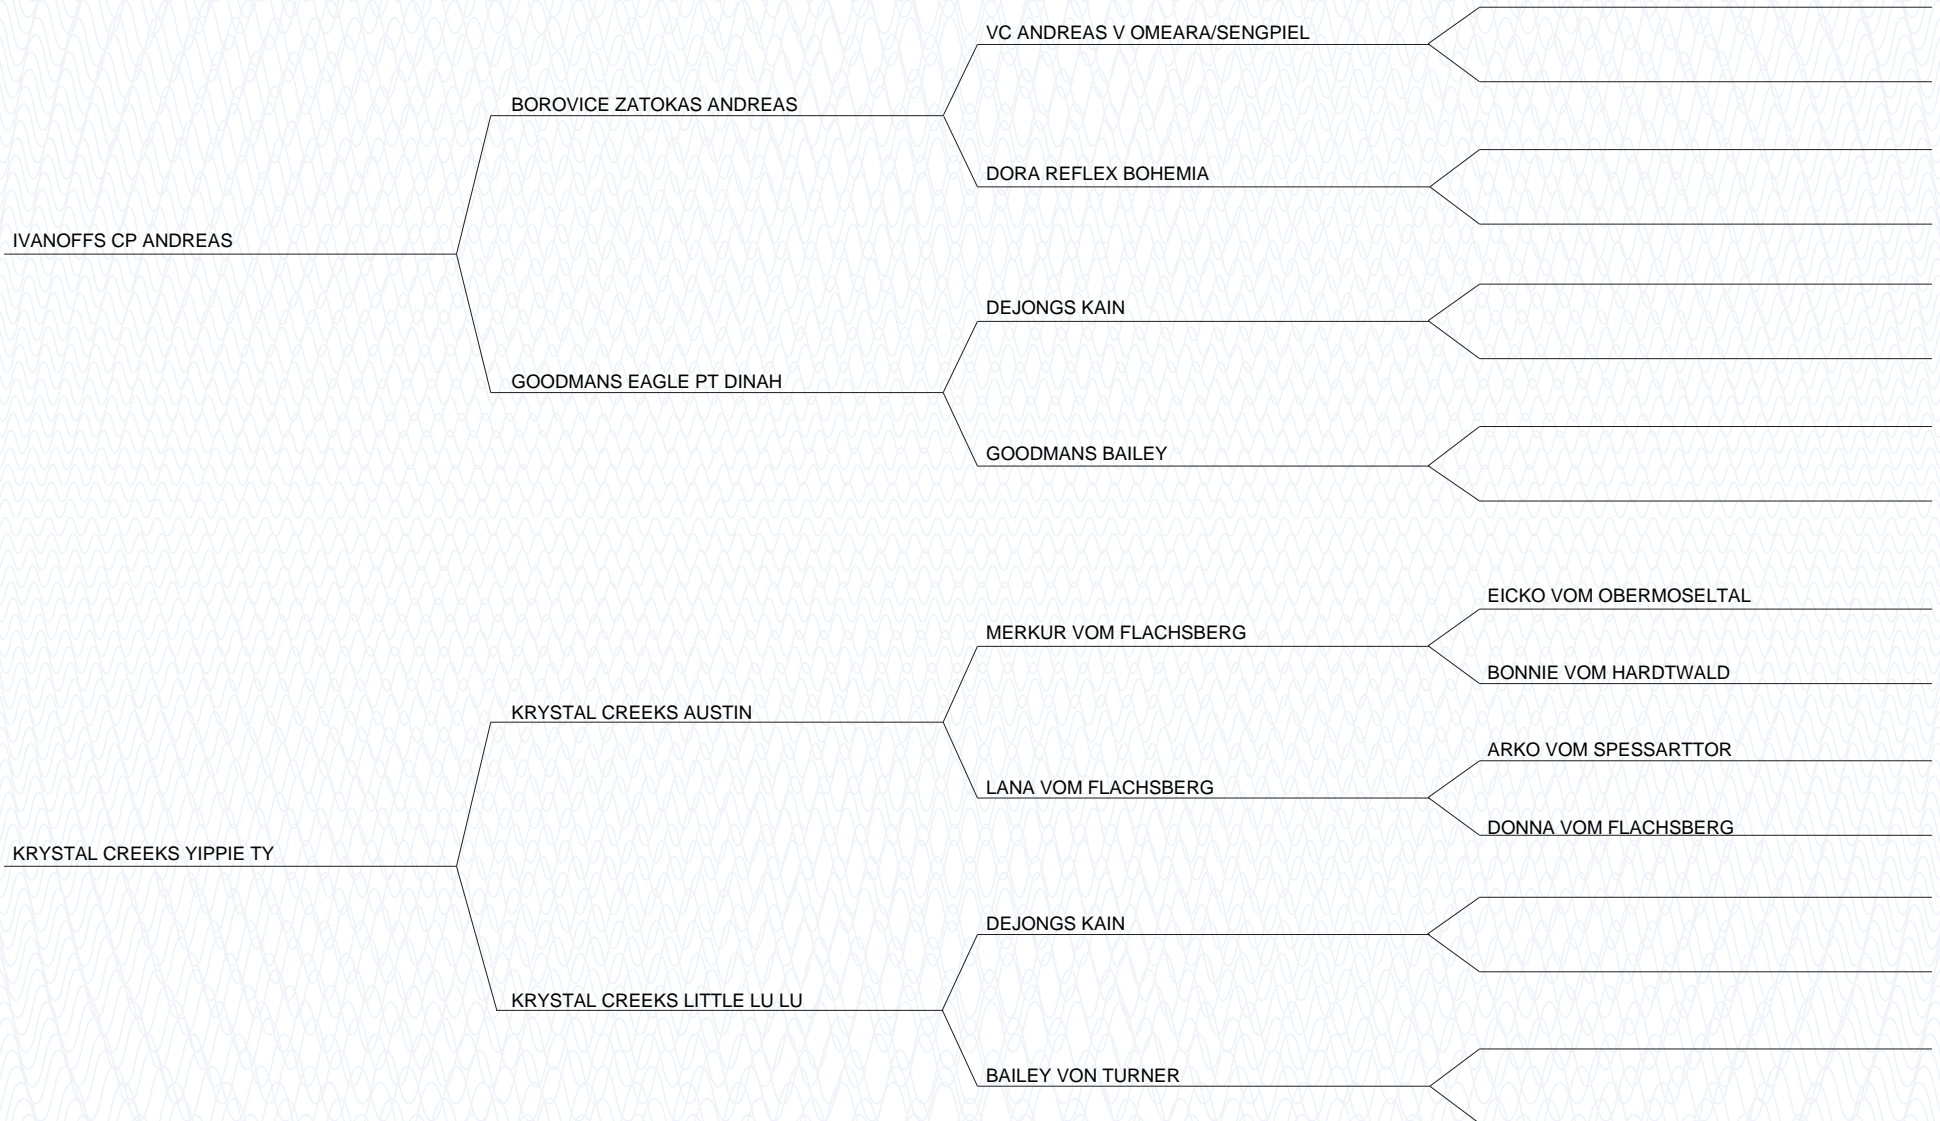 VC ANDREAS V OMEARA/SENGPIEL
BOROVICE ZATOKAS ANDREAS
DORA REFLEX BOHEMIA
IVANOFFS CP ANDREAS
DEJONGS KAIN
GOODMANS EAGLE PT DINAH
GOODMANS BAILEY
EICKO VOM OBERMOSELTAL
MERKUR VOM FLACHSBERG
BONNIE VOM HARDTWALD
KRYSTAL CREEKS AUSTIN
ARKO VOM SPESSARTTOR
LANA VOM FLACHSBERG
DONNA VOM FLACHSBERG
KRYSTAL CREEKS YIPPIE TY
DEJONGS KAIN
KRYSTAL CREEKS LITTLE LU LU
BAILEY VON TURNER